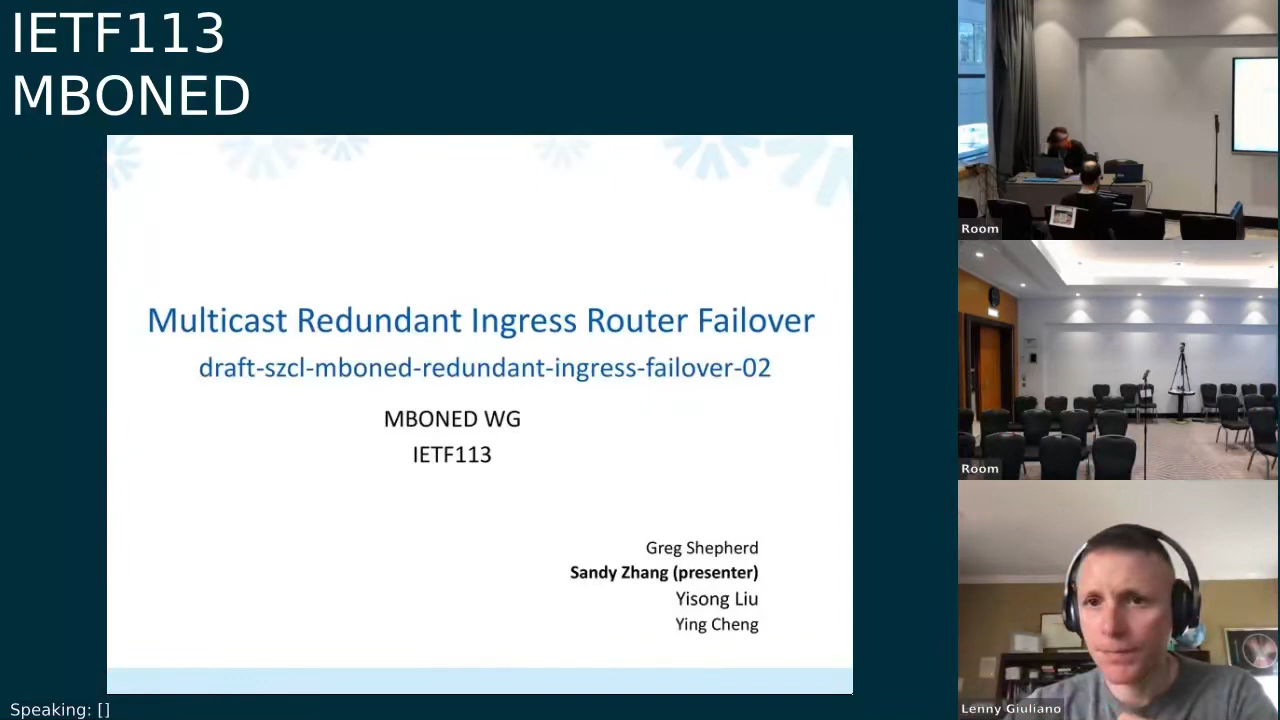 IETF113
MBONED
Multicast Redundant Ingress Router Failover
draft-szcl-mboned-redundant-ingress-failover-02
MBONED WG
IETF113
Greg Shepherd
Sandy Zhang (presenter)
Yisong Liu
Ying Cheng
Speaking: []
Room
Room
Lenny Giuliano